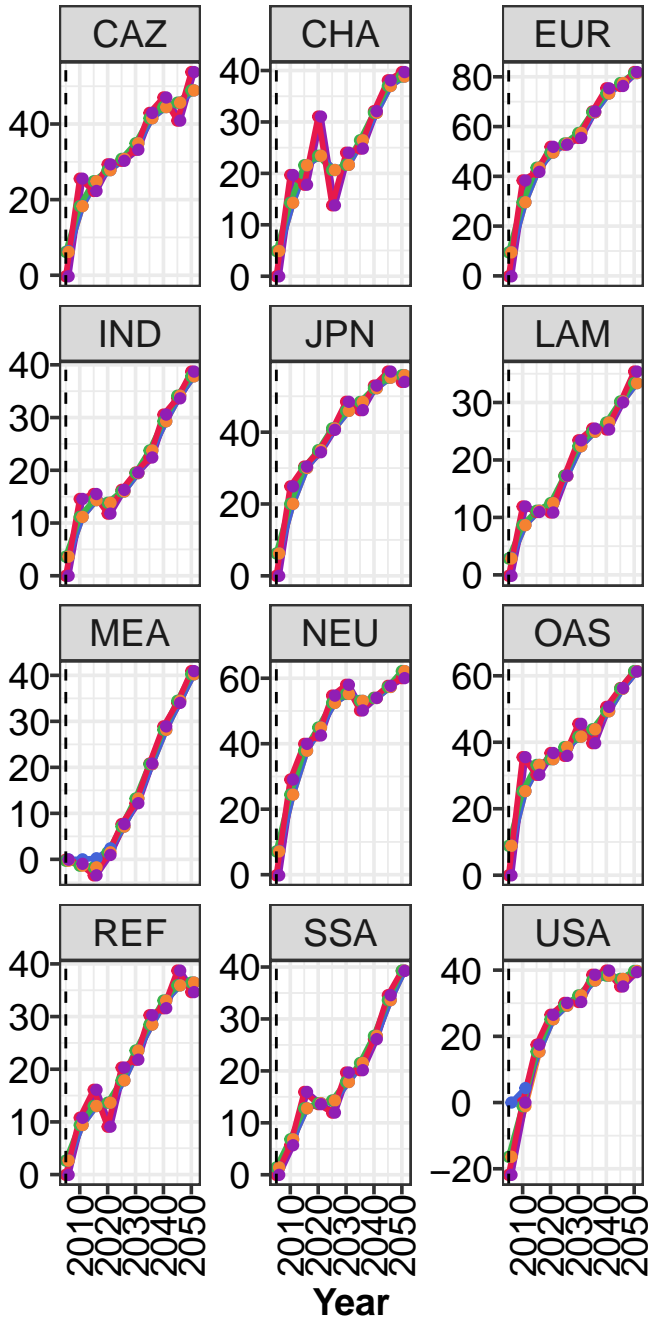 CAZ CHA EUR
40 20 0
40 30 20 10 0
80 60 40 20 0
IND JPN LAM
40 30 20 10 0
40 20 0
30 20 10 0
MEA NEU OAS
40 30 20 10 0
60 40 20 0
60 40 20 0
REF SSA USA
40 30 20 10 0
40 30 20 10 0
40 20 0 −20
2010 2020 2030 2040 2050
2010 2020 2030 2040 2050
2010 2020 2030 2040 2050
Year